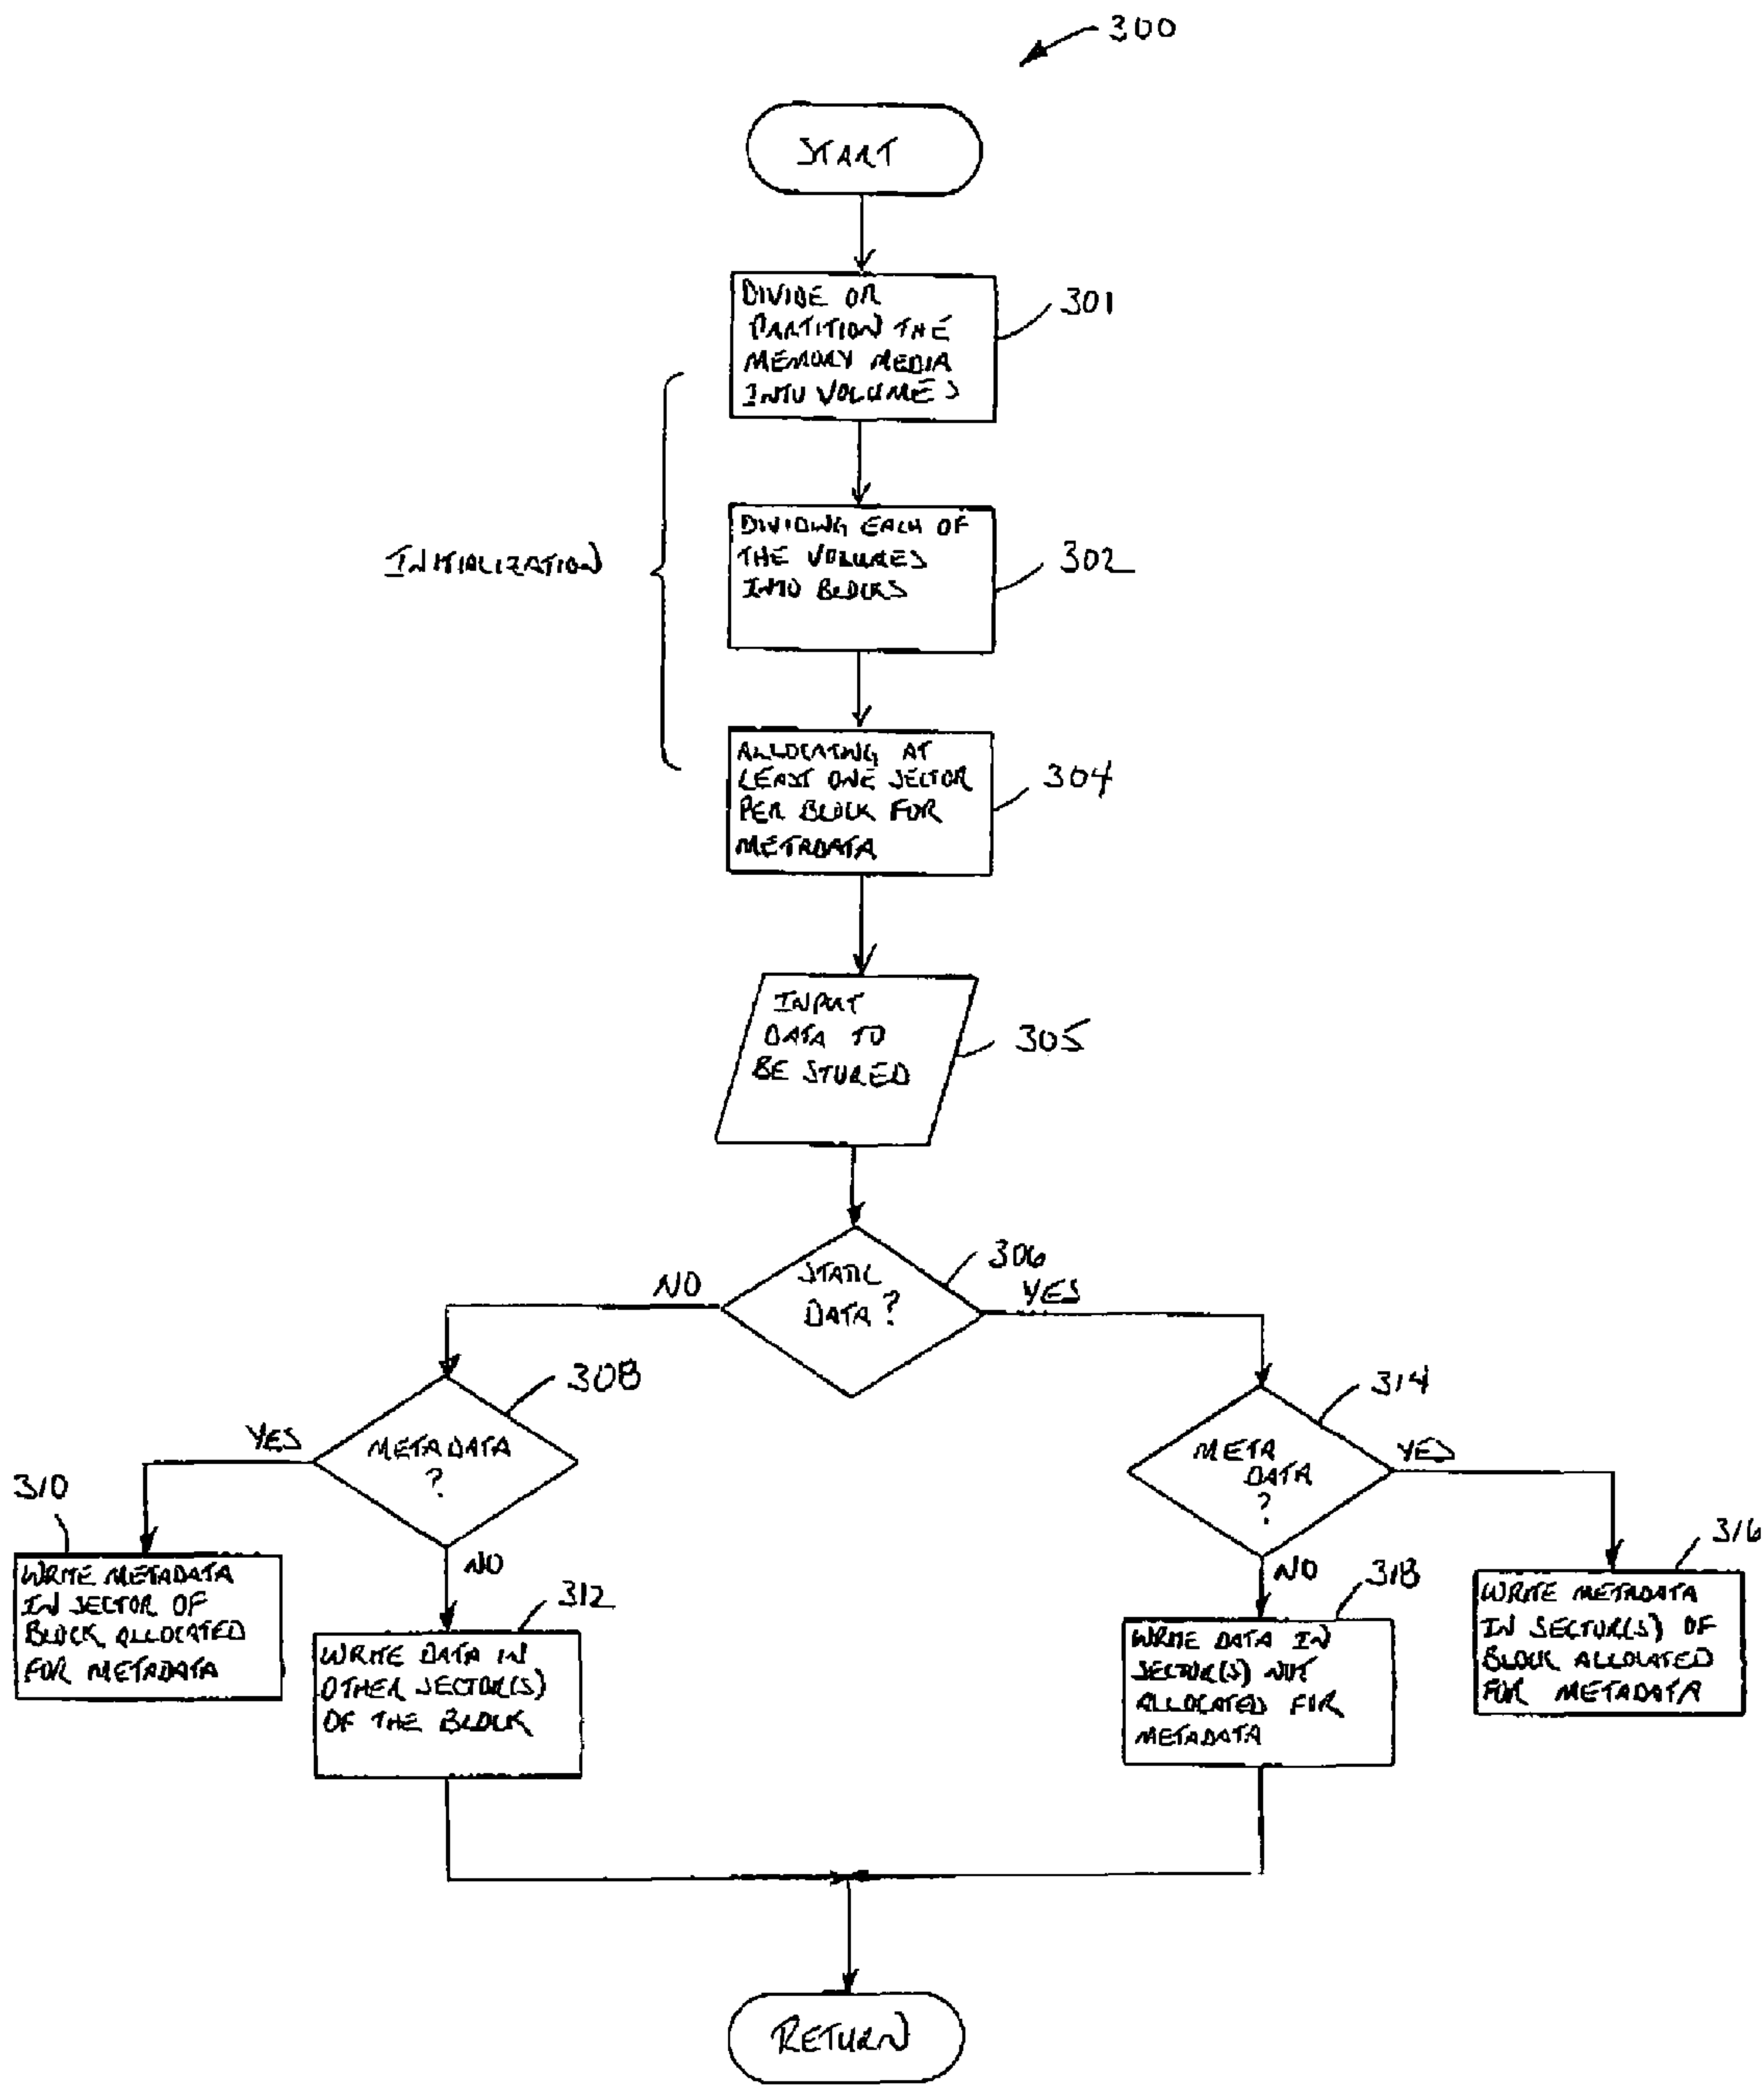 300
START
DIVIDE OR
PARTITION THE
MEMORY MEDIA
INTO VOLUMES
301
INITIALIZATION
DIVIDING EACH OF
THE VOLUMES
INTO BLOCKS
302
ALLOCATING AT
LEAST ONE SECTOR
PER BLOCK FOR
METADATA
304
INPUT
DATA TO
BE STORED
305
STATIC
DATA?
306
NO
YES
METADATA
?
308
YES
NO
META
DATA
?
314
YES
NO
310
WRITE METADATA
IN SECTOR OF
BLOCK ALLOCATED
FOR METADATA
312
WRITE DATA IN
OTHER SECTOR(S)
OF THE BLOCK
318
WRITE DATA IN
SECTOR(S) NOT
ALLOCATED FOR
METADATA
316
WRITE METADATA
IN SECTOR(S) OF
BLOCK ALLOCATED
FOR METADATA
RETURN